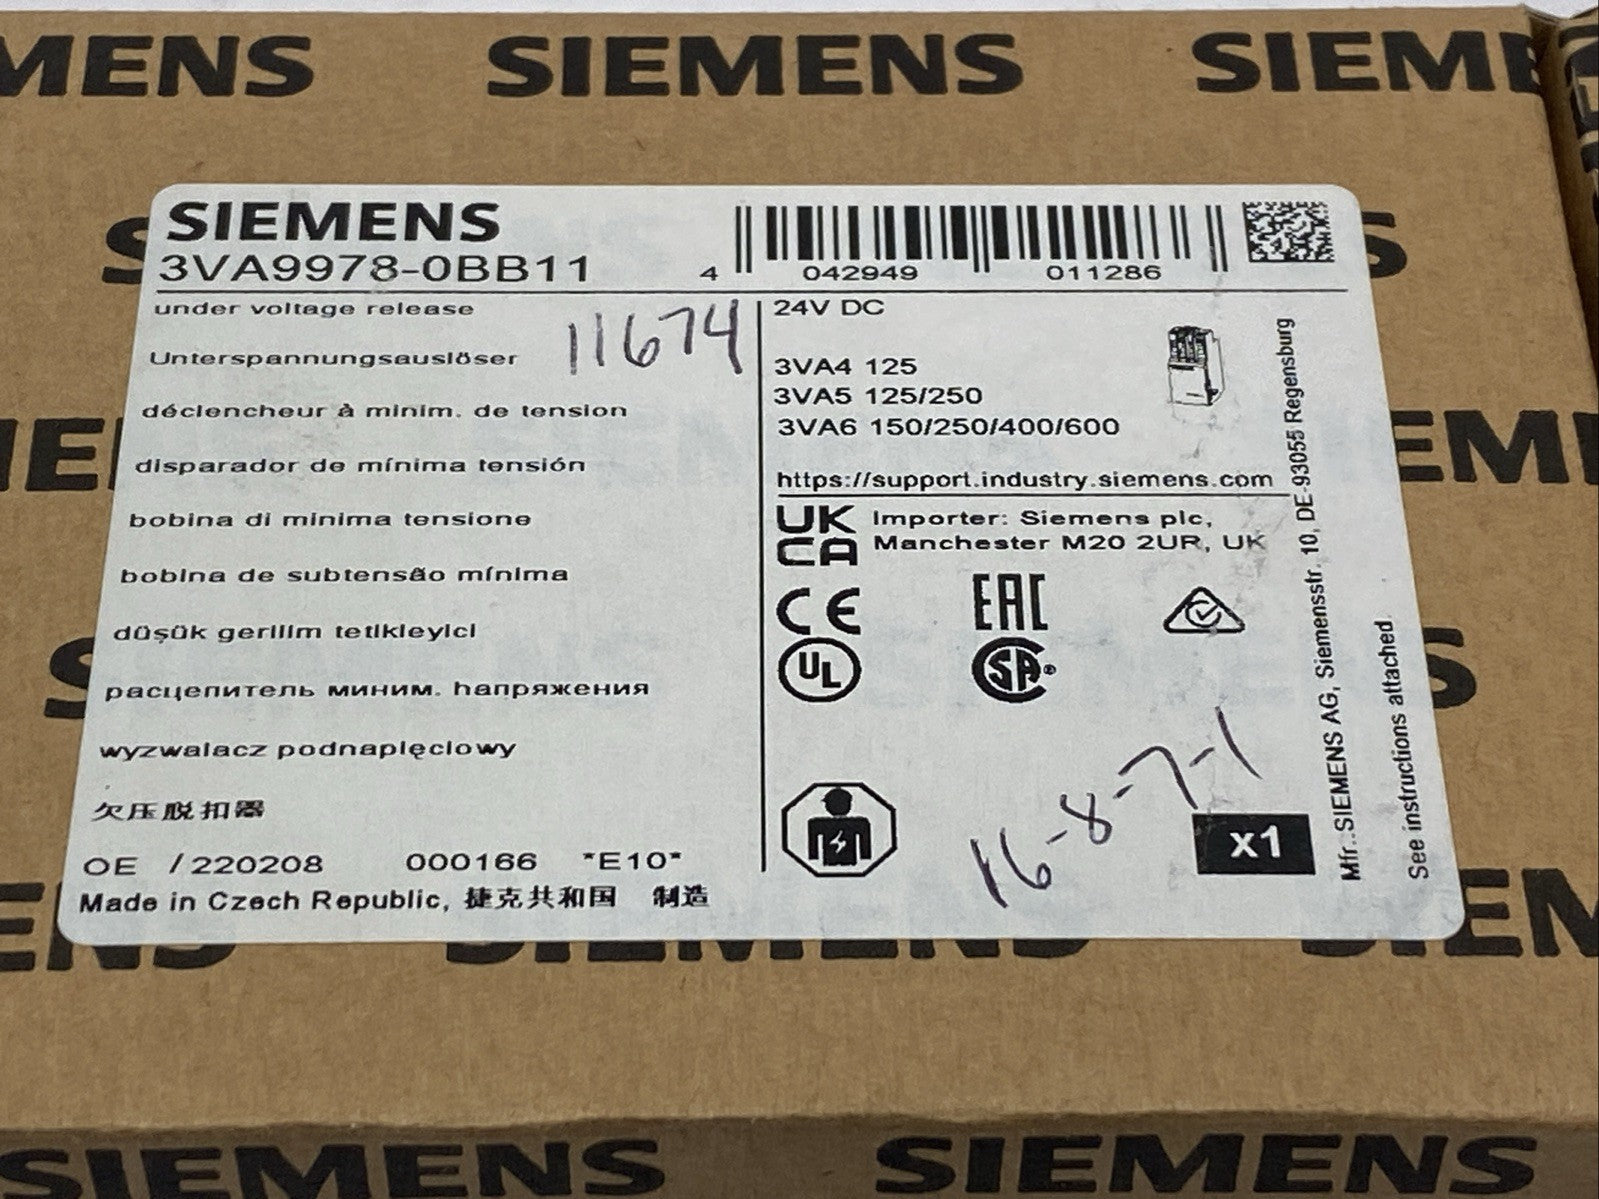 MENS SIEMENS SIEME
SIEMENS
3VA9978-0BB11
4 042949 011286
under voltage release
11674
Unterspannungsauslöser
déclencheur à minim. de tension
disparador de mínima tensión
bobina di minima tensione
bobina de subtensão mínima
düşük gerilim tetikleyici
расцепитель миним. hапряжения
wyzwalacz podnapięciowy
欠压脱扣器
OE /220208 000166 *E10*
Made in Czech Republic, 捷克共和国 制造
24V DC
3VA4 125
3VA5 125/250
3VA6 150/250/400/600
https://support.industry.siemens.com
UK
CA
Importer: Siemens plc,
Manchester M20 2UR, UK
CE
EAC
UL
SA®
16-8-7-1
x1
Mfr.:SIEMENS AG, Siemensstr. 10, DE-93055 Regensburg
See instructions attached
SIEMENS SIEMENS